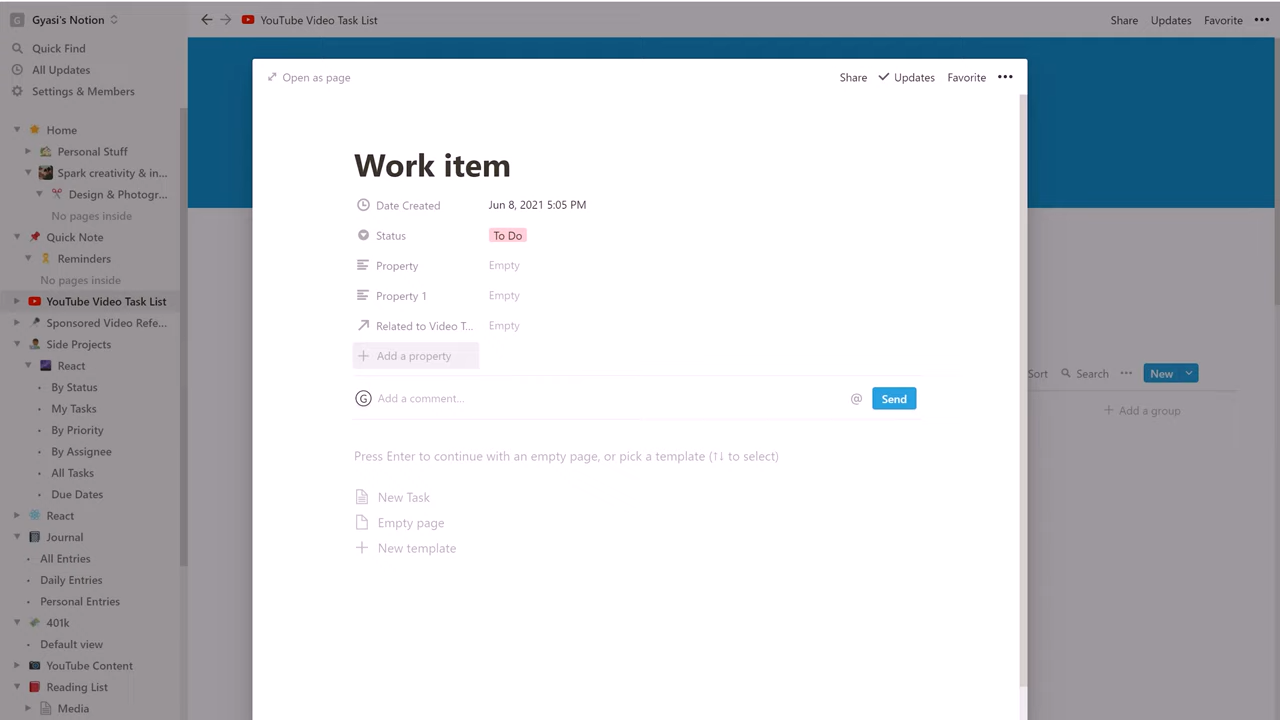 G Gyasi's Notion
Quick Find
All Updates
Settings & Members
Home
Personal Stuff
Spark creativity & in...
Design & Photogr...
No pages inside
Quick Note
Reminders
No pages inside
YouTube Video Task List
Sponsored Video Refe...
Side Projects
React
By Status
My Tasks
By Priority
By Assignee
All Tasks
Due Dates
React
Journal
All Entries
Daily Entries
Personal Entries
401k
Default view
YouTube Content
Reading List
Media
YouTube Video Task List
Share Updates Favorite •••
Open as page
Share Updates Favorite •••
Work item
Date Created Jun 8, 2021 5:05 PM
Status To Do
Property Empty
Property 1 Empty
Related to Video T... Empty
+ Add a property
G Add a comment... @ Send
Press Enter to continue with an empty page, or pick a template (↑↓ to select)
New Task
Empty page
+ New template
Sort Search ••• New
+ Add a group